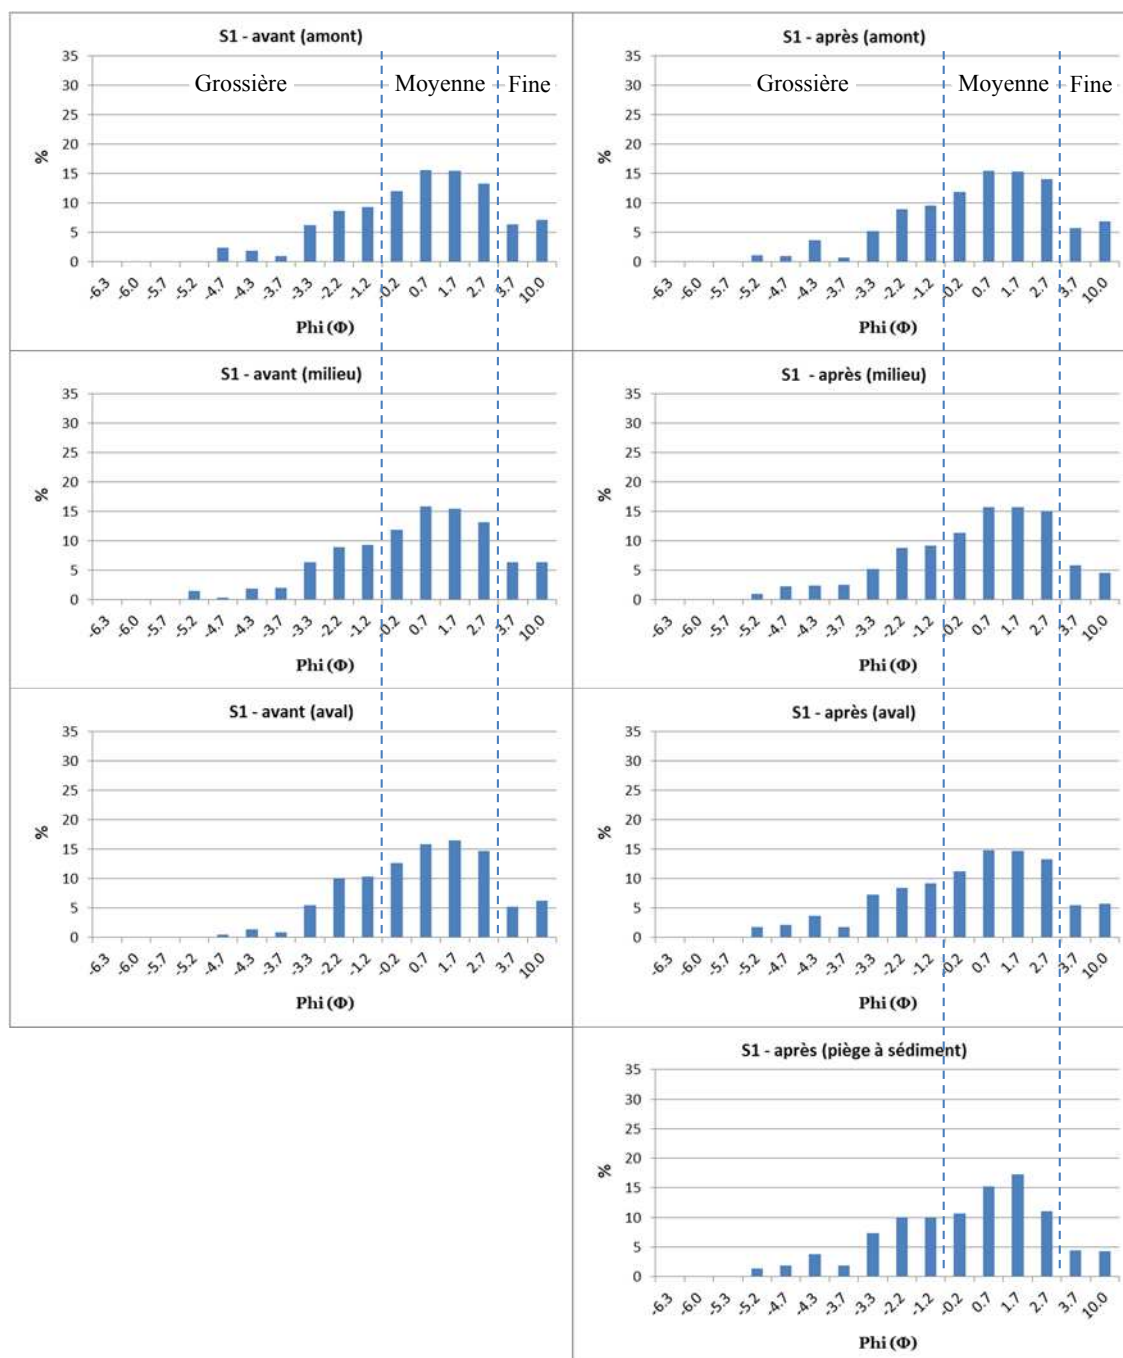 S1 - avant (amont)
35
30
25
20
15
10
5
0
%
Grossière Moyenne Fine
-6.3 -6.0 -5.7 -5.2 -4.7 -4.3 -3.7 -3.3 -2.2 -1.2 -0.2 0.7 1.7 2.7 3.7 10.0
Phi (Φ)
S1 - après (amont)
35
30
25
20
15
10
5
0
%
Grossière Moyenne Fine
-6.3 -6.0 -5.7 -5.2 -4.7 -4.3 -3.7 -3.3 -2.2 -1.2 -0.2 0.7 1.7 2.7 3.7 10.0
Phi (Φ)
S1 - avant (milieu)
35
30
25
20
15
10
5
0
%
-6.3 -6.0 -5.7 -5.2 -4.7 -4.3 -3.7 -3.3 -2.2 -1.2 -0.2 0.7 1.7 2.7 3.7 10.0
Phi (Φ)
S1 - après (milieu)
35
30
25
20
15
10
5
0
%
-6.3 -6.0 -5.7 -5.2 -4.7 -4.3 -3.7 -3.3 -2.2 -1.2 -0.2 0.7 1.7 2.7 3.7 10.0
Phi (Φ)
S1 - avant (aval)
35
30
25
20
15
10
5
0
%
-6.3 -6.0 -5.7 -5.2 -4.7 -4.3 -3.7 -3.3 -2.2 -1.2 -0.2 0.7 1.7 2.7 3.7 10.0
Phi (Φ)
S1 - après (aval)
35
30
25
20
15
10
5
0
%
-6.3 -6.0 -5.7 -5.2 -4.7 -4.3 -3.7 -3.3 -2.2 -1.2 -0.2 0.7 1.7 2.7 3.7 10.0
Phi (Φ)
S1 - après (piège à sédiment)
35
30
25
20
15
10
5
0
%
-6.3 -6.0 -5.7 -5.2 -4.7 -4.3 -3.7 -3.3 -2.2 -1.2 -0.2 0.7 1.7 2.7 3.7 10.0
Phi (Φ)